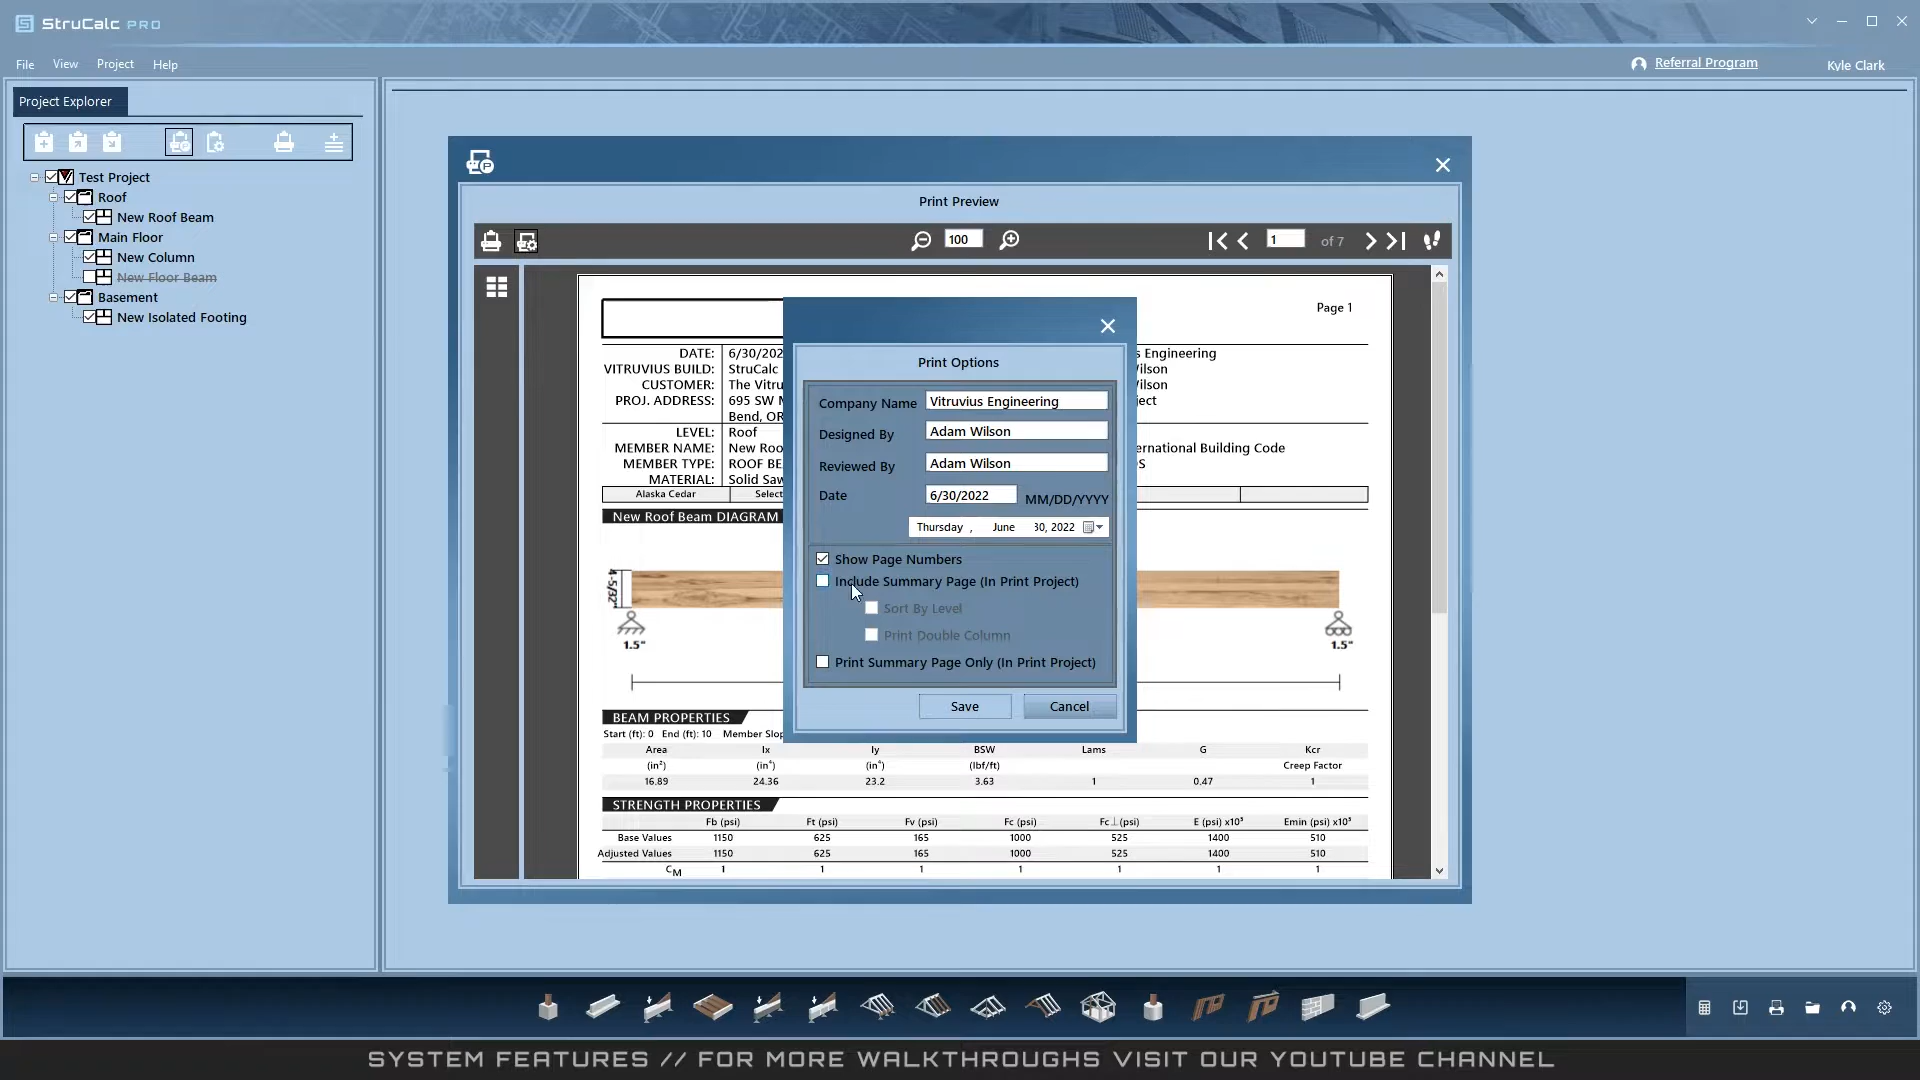 StruCalc PRO
File View Project Help
Referral Program
Kyle Clark
Project Explorer
Test Project
Roof
New Roof Beam
Main Floor
New Column
New Floor Beam
Basement
New Isolated Footing
Print Preview
100
1 of 7
Page 1
DATE: 6/30/202
VITRUVIUS BUILD: StruCalc
CUSTOMER: The Vitru
PROJ. ADDRESS: 695 SW M
Bend, OR
s Engineering
Wilson
Wilson
ject
LEVEL: Roof
MEMBER NAME: New Roo
MEMBER TYPE: ROOF BE
MATERIAL: Solid Saw
ernational Building Code
S
Alaska Cedar Select
New Roof Beam DIAGRAM
4-5/32"
1.5"
1.5"
Print Options
Company Name Vitruvius Engineering
Designed By Adam Wilson
Reviewed By Adam Wilson
Date 6/30/2022 MM/DD/YYYY
Thursday , June 30, 2022
Show Page Numbers
Include Summary Page (In Print Project)
Sort By Level
Print Double Column
Print Summary Page Only (In Print Project)
Save Cancel
BEAM PROPERTIES
Start (ft): 0 End (ft): 10 Member Slop
Area Ix Iy BSW Lams G Kcr
(in²) (in⁴) (in⁴) (lbf/ft) Creep Factor
16.89 24.36 23.2 3.63 1 0.47 1
STRENGTH PROPERTIES
Fb (psi) Ft (psi) Fv (psi) Fc (psi) Fc⊥(psi) E (psi) x10³ Emin (psi) x10³
Base Values 1150 625 165 1000 525 1400 510
Adjusted Values 1150 625 165 1000 525 1400 510
CM 1 1 1 1 1 1 1
SYSTEM FEATURES // FOR MORE WALKTHROUGHS VISIT OUR YOUTUBE CHANNEL